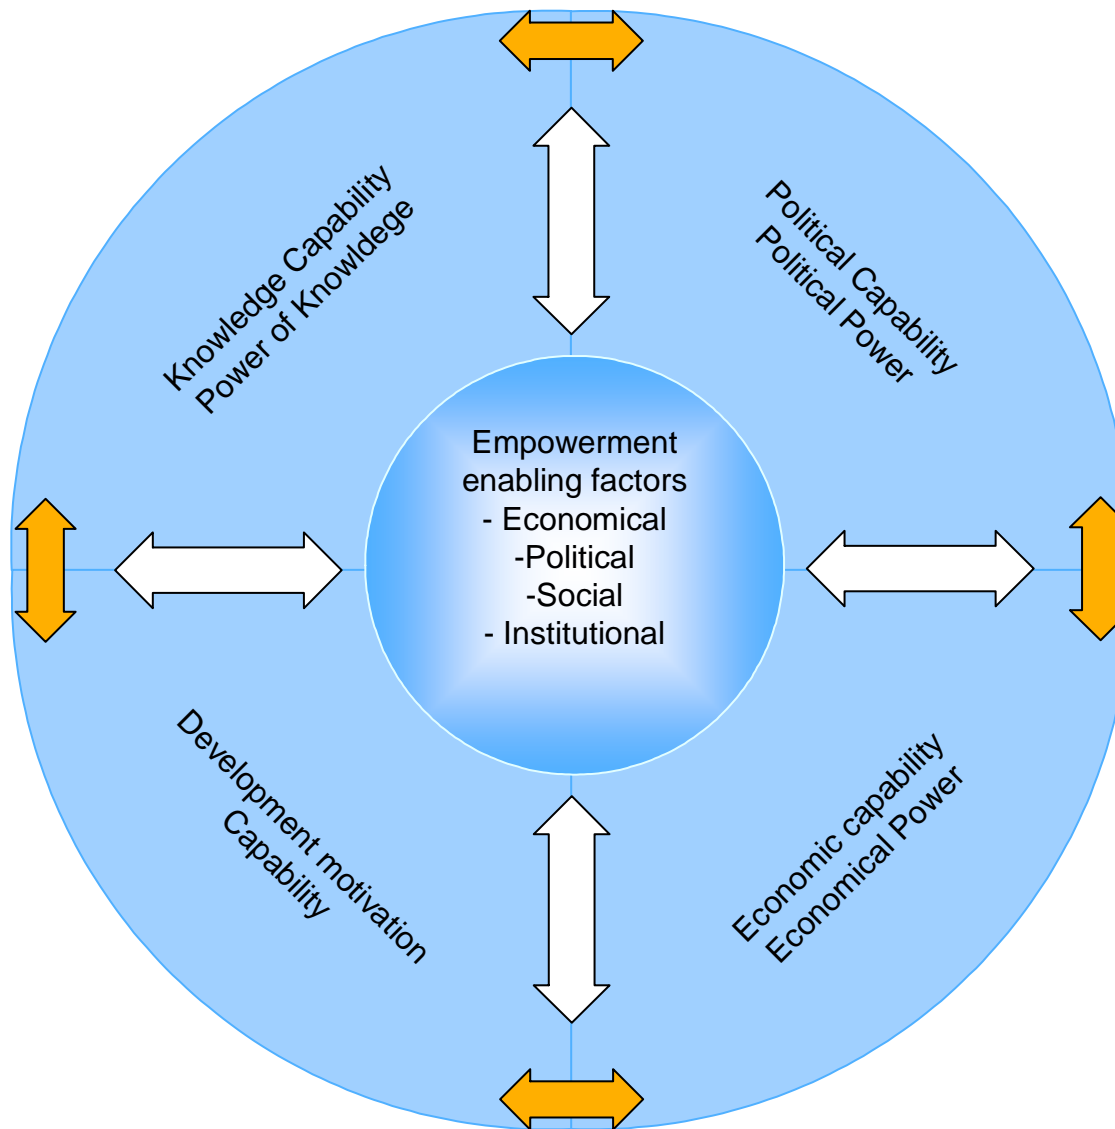 Knowledge Capability
Power of Knowldege
Political Capability
Political Power
Empowerment
enabling factors
- Economical
-Political
-Social
- Institutional
Development motivation
Capability
Economic capability
Economical Power